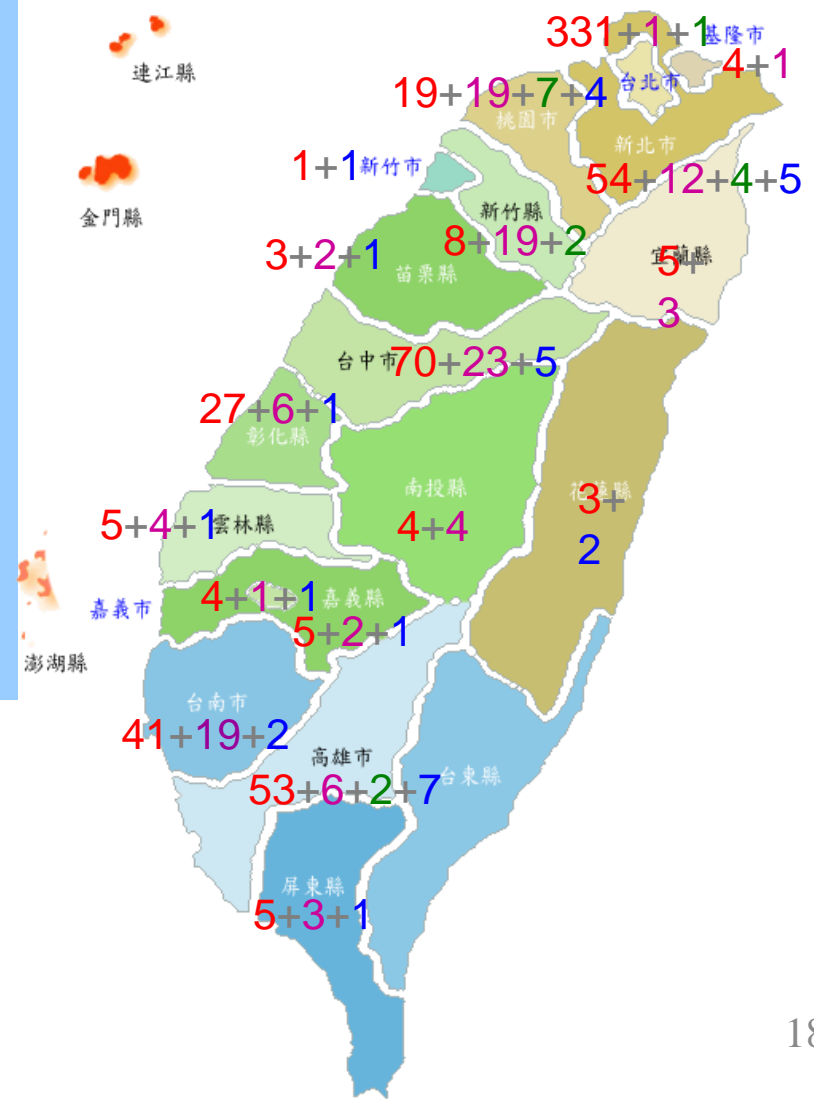 331+1+1
基隆市
連江縣
4+1
台北市
19+19+7+4
桃園市
新北市
1+1
新竹市
54+12+4+5
金門縣
新竹縣
3+2+1
8+19+2
宜蘭縣
5+
苗栗縣
3
台中市
70+23+5
27+6+1
彰化縣
南投縣
花蓮縣
3+
5+4+1
雲林縣
4+4
2
嘉義市
4+1+1
嘉義縣
5+2+1
澎湖縣
台南市
41+19+2
高雄市
台東縣
53+6+2+7
屏東縣
5+3+1
18